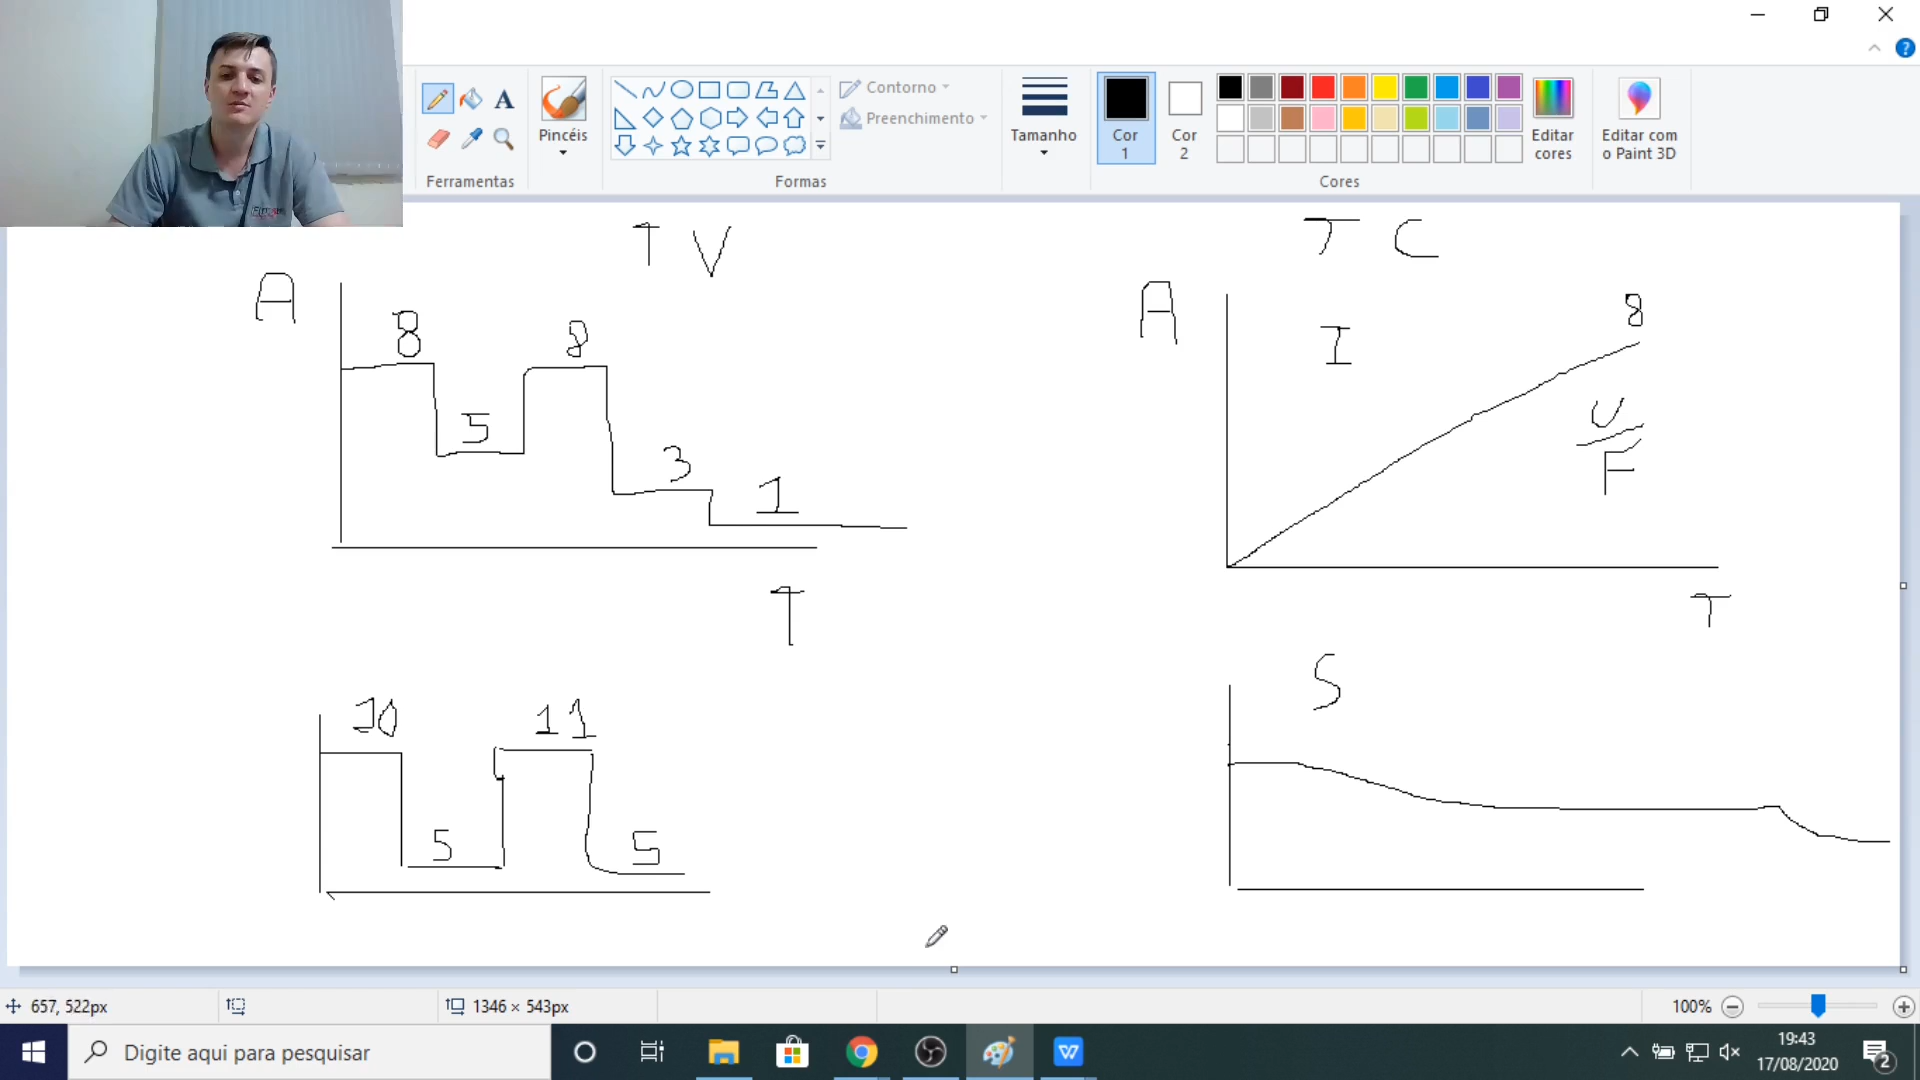 Contorno
Preenchimento
Pincéis
Tamanho
Cor
1
Cor
2
Editar
cores
Editar com
o Paint 3D
Ferramentas
Formas
Cores
T V
T C
A
8
8
5
3
1
T
A
I
8
U
F
T
10
11
5
5
S
657, 522px
1346 × 543px
100%
Digite aqui para pesquisar
19:43
17/08/2020
2